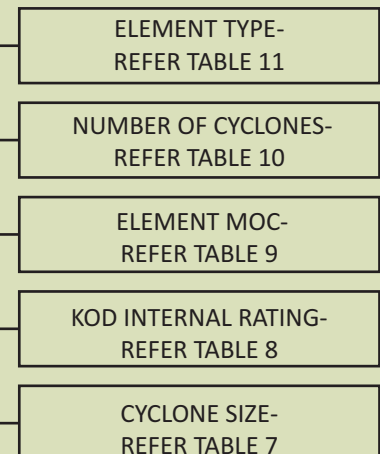 ELEMENT TYPE-
REFER TABLE 11
NUMBER OF CYCLONES-
REFER TABLE 10
ELEMENT MOC-
REFER TABLE 9
KOD INTERNAL RATING-
REFER TABLE 8
CYCLONE SIZE-
REFER TABLE 7